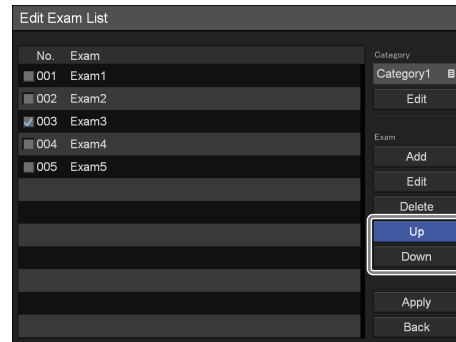 Edit Exam List
No. Exam
001 Exam1
002 Exam2
003 Exam3
004 Exam4
005 Exam5
Category
Category1
Edit
Exam
Add
Edit
Delete
Up
Down
Apply
Back